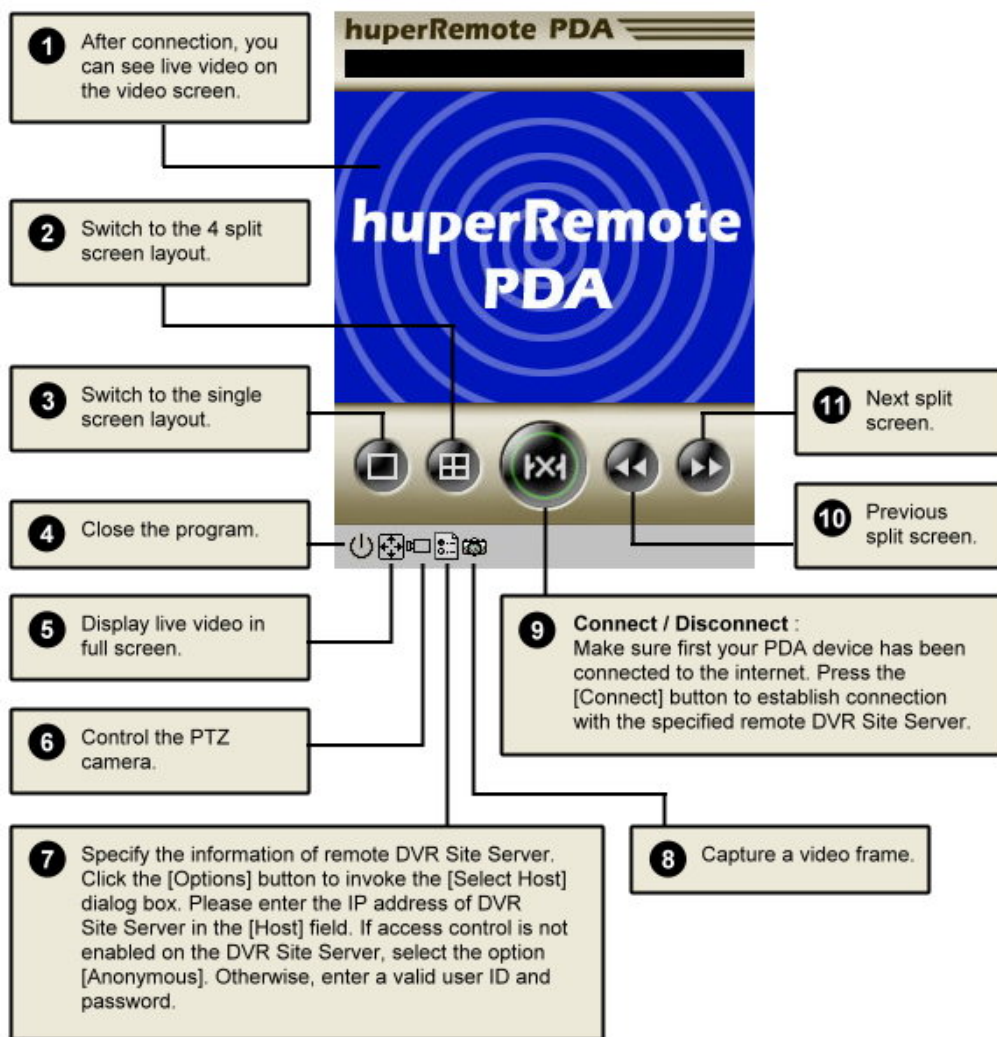 huperRemote PDA
1
After connection, you
can see live video on
the video screen.
huperRemote
PDA
2
Switch to the 4 split
screen layout.
3
Switch to the single
screen layout.
11
Next split
screen.
4
Close the program.
10
Previous
split screen.
5
Display live video in
full screen.
9
Connect / Disconnect :
Make sure first your PDA device has been
connected to the internet. Press the
[Connect] button to establish connection
with the specified remote DVR Site Server.
6
Control the PTZ
camera.
7
Specify the information of remote DVR Site Server.
Click the [Options] button to invoke the [Select Host]
dialog box. Please enter the IP address of DVR
Site Server in the [Host] field. If access control is not
enabled on the DVR Site Server, select the option
[Anonymous]. Otherwise, enter a valid user ID and
password.
8
Capture a video frame.